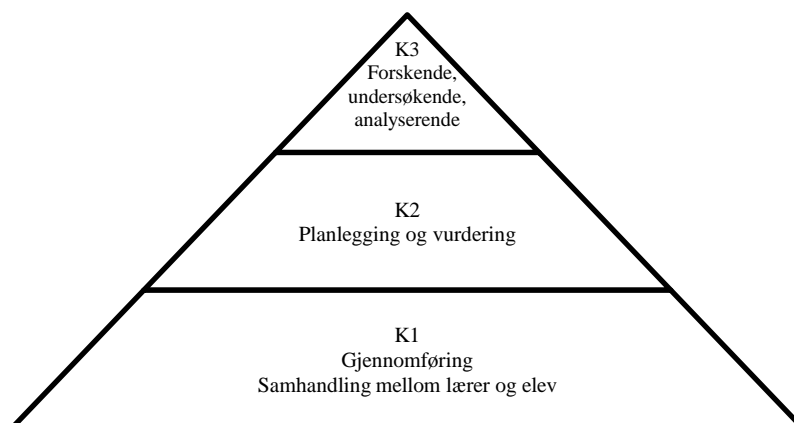 K3
Forskende,
undersøkende,
analyserende
K2
Planlegging og vurdering
K1
Gjennomføring
Samhandling mellom lærer og elev